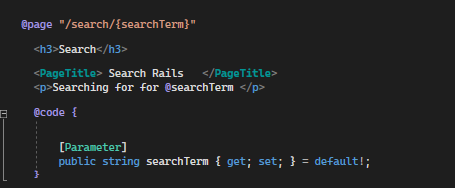 @page "/search/{searchTerm}"
<h3>Search</h3>
<PageTitle> Search Rails </PageTitle>
<p>Searching for for @searchTerm </p>
@code {
[Parameter]
public string searchTerm { get; set; } = default!;
}